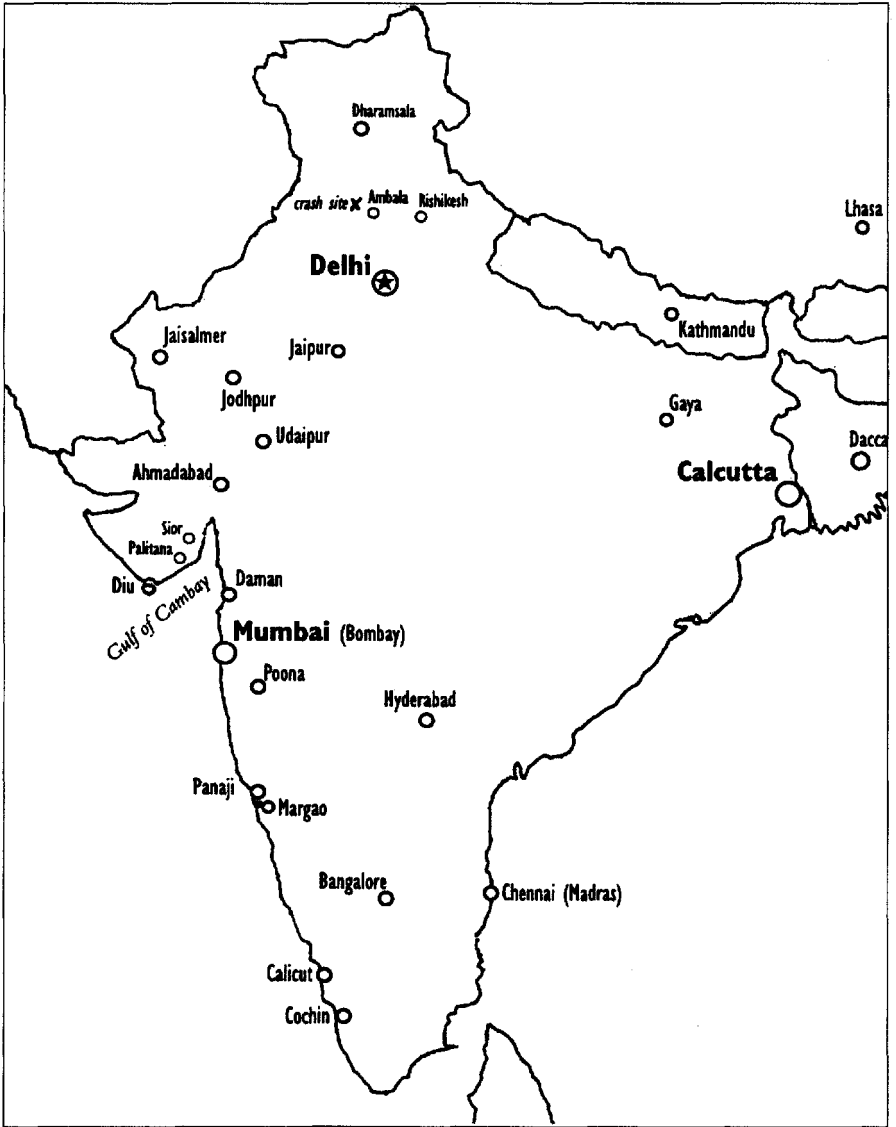 Dharamsala
crash site x
Ambala
Rishikesh
Lhasa
Delhi
Kathmandu
Jaisalmer
Jaipur
Jodhpur
Gaya
Udaipur
Dacca
Ahmadabad
Calcutta
Sior
Palitana
Diu
Daman
Gulf of Cambay
Mumbai (Bombay)
Poona
Hyderabad
Panaji
Margao
Bangalore
Chennai (Madras)
Calicut
Cochin